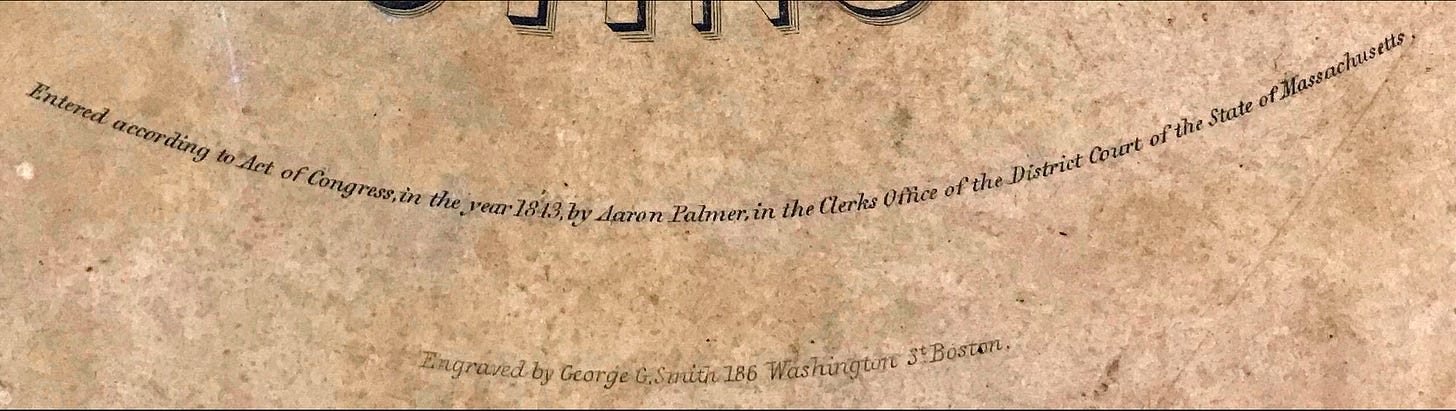 Entered according to Act of Congress, in the year 1843, by Aaron Palmer, in the Clerks Office of the District Court of the State of Massachusetts.
Engraved by George G. Smith 186 Washington St Boston.